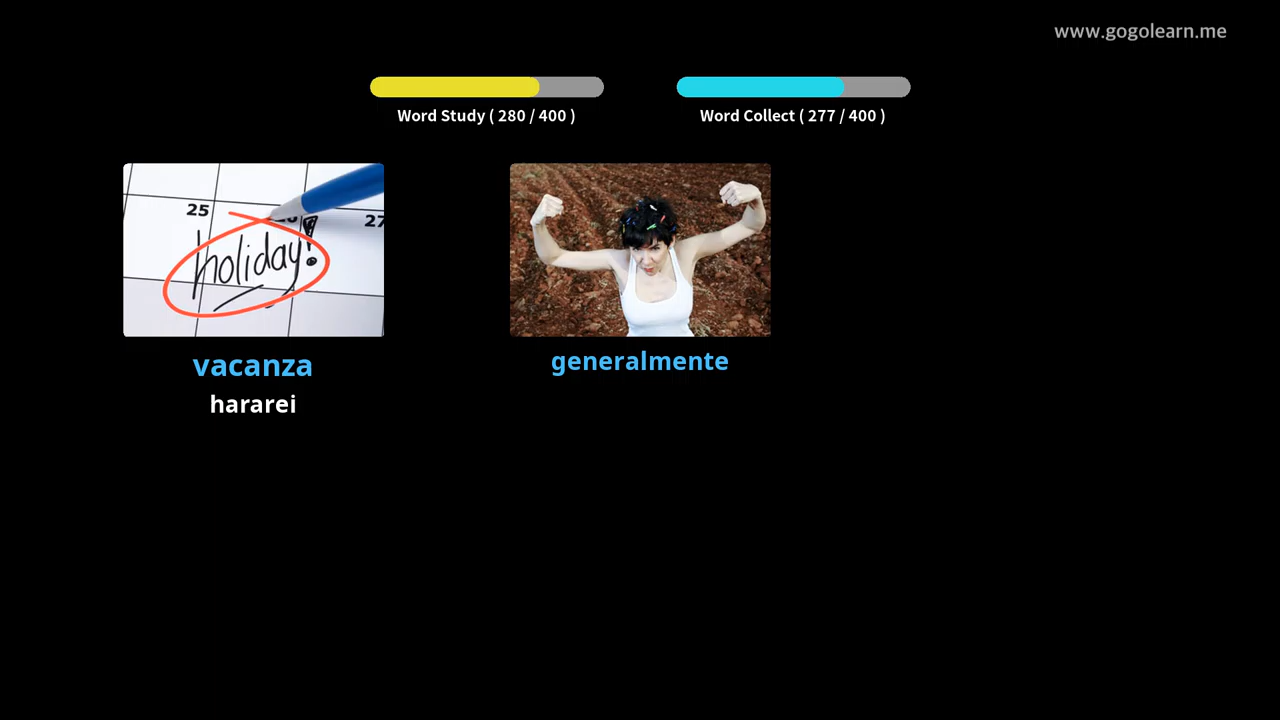 www.gogolearn.me
Word Study ( 280 / 400 )
Word Collect ( 277 / 400 )
25
27
holiday!
vacanza
generalmente
hararei